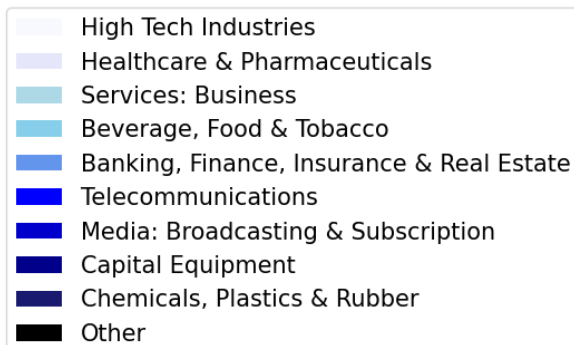 High Tech Industries
Healthcare & Pharmaceuticals
Services: Business
Beverage, Food & Tobacco
Banking, Finance, Insurance & Real Estate
Telecommunications
Media: Broadcasting & Subscription
Capital Equipment
Chemicals, Plastics & Rubber
Other